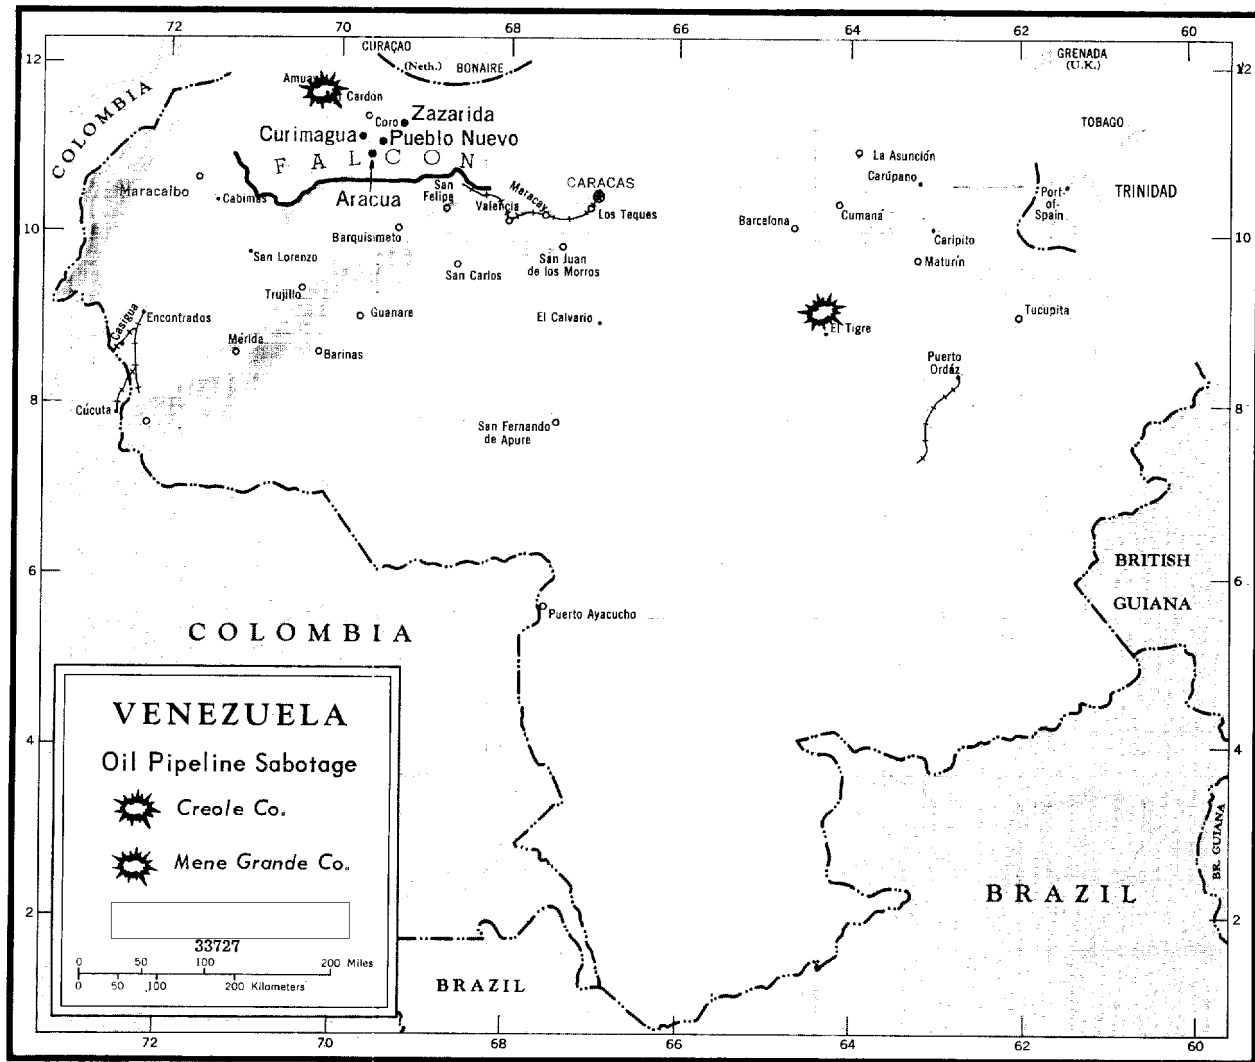 72
70
68
66
64
62
60
CURAÇAO
(Neth.)
BONAIRE
GRENADA
(U.K.)
12
12
COLOMBIA
Amuay
Cardon
Coro
Zazarida
Curimagua
Pueblo Nuevo
FALCON
Aracua
TOBAGO
La Asunción
Carúpano
TRINIDAD
Port-
of-
Spain
Maracaibo
Cabimas
San
Felipe
Valencia
Maracay
CARACAS
Los Teques
Barcelona
Cumaná
Caripito
Maturín
10
10
Barquisimeto
San Lorenzo
San Carlos
San Juan
de los Morros
Trujillo
Guanare
El Calvario
El Tigre
Tucupita
Casigua
Encontrados
Mérida
Barinas
Puerto
Ordáz
8
8
Cúcuta
San Fernando
de Apure
6
6
BRITISH
GUIANA
Puerto Ayacucho
COLOMBIA
VENEZUELA
Oil Pipeline Sabotage
Creole Co.
Mene Grande Co.
33727
0 50 100 200 Miles
0 50 100 200 Kilometers
4
4
BR. GUIANA
BRAZIL
2
2
BRAZIL
72
70
68
66
64
62
60